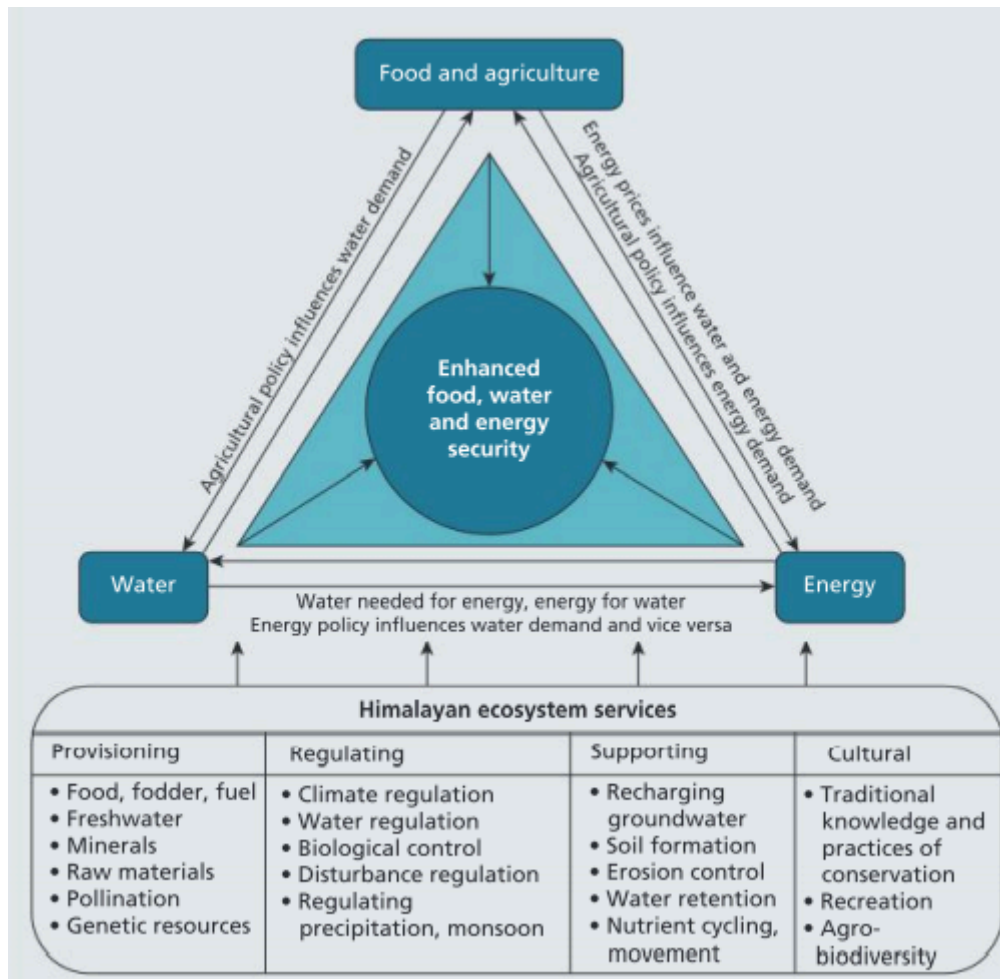 Food and agriculture
Agricultural policy influences water demand
Energy prices influence water and energy demand
Agricultural policy influences energy demand
Enhanced
food, water
and energy
security
Water
Energy
Water needed for energy, energy for water
Energy policy influences water demand and vice versa
Himalayan ecosystem services
Provisioning
• Food, fodder, fuel
• Freshwater
• Minerals
• Raw materials
• Pollination
• Genetic resources
Regulating
• Climate regulation
• Water regulation
• Biological control
• Disturbance regulation
• Regulating
precipitation, monsoon
Supporting
• Recharging
groundwater
• Soil formation
• Erosion control
• Water retention
• Nutrient cycling,
movement
Cultural
• Traditional
knowledge and
practices of
conservation
• Recreation
• Agro-
biodiversity